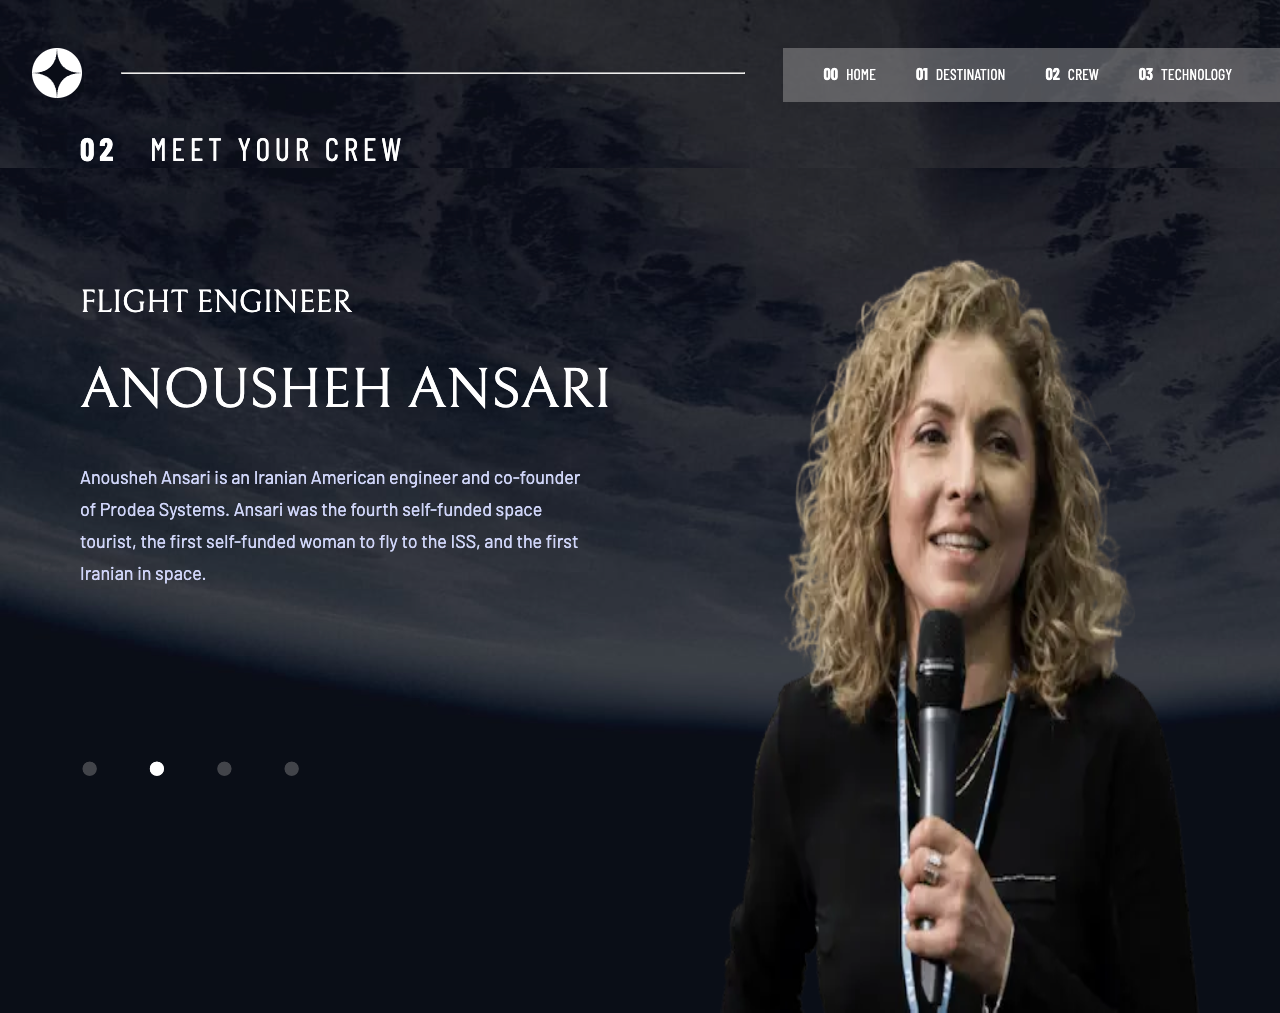 00 HOME 01 DESTINATION 02 CREW 03 TECHNOLOGY
02 MEET YOUR CREW
FLIGHT ENGINEER
ANOUSHEH ANSARI
Anousheh Ansari is an Iranian American engineer and co-founder
of Prodea Systems. Ansari was the fourth self-funded space
tourist, the first self-funded woman to fly to the ISS, and the first
Iranian in space.